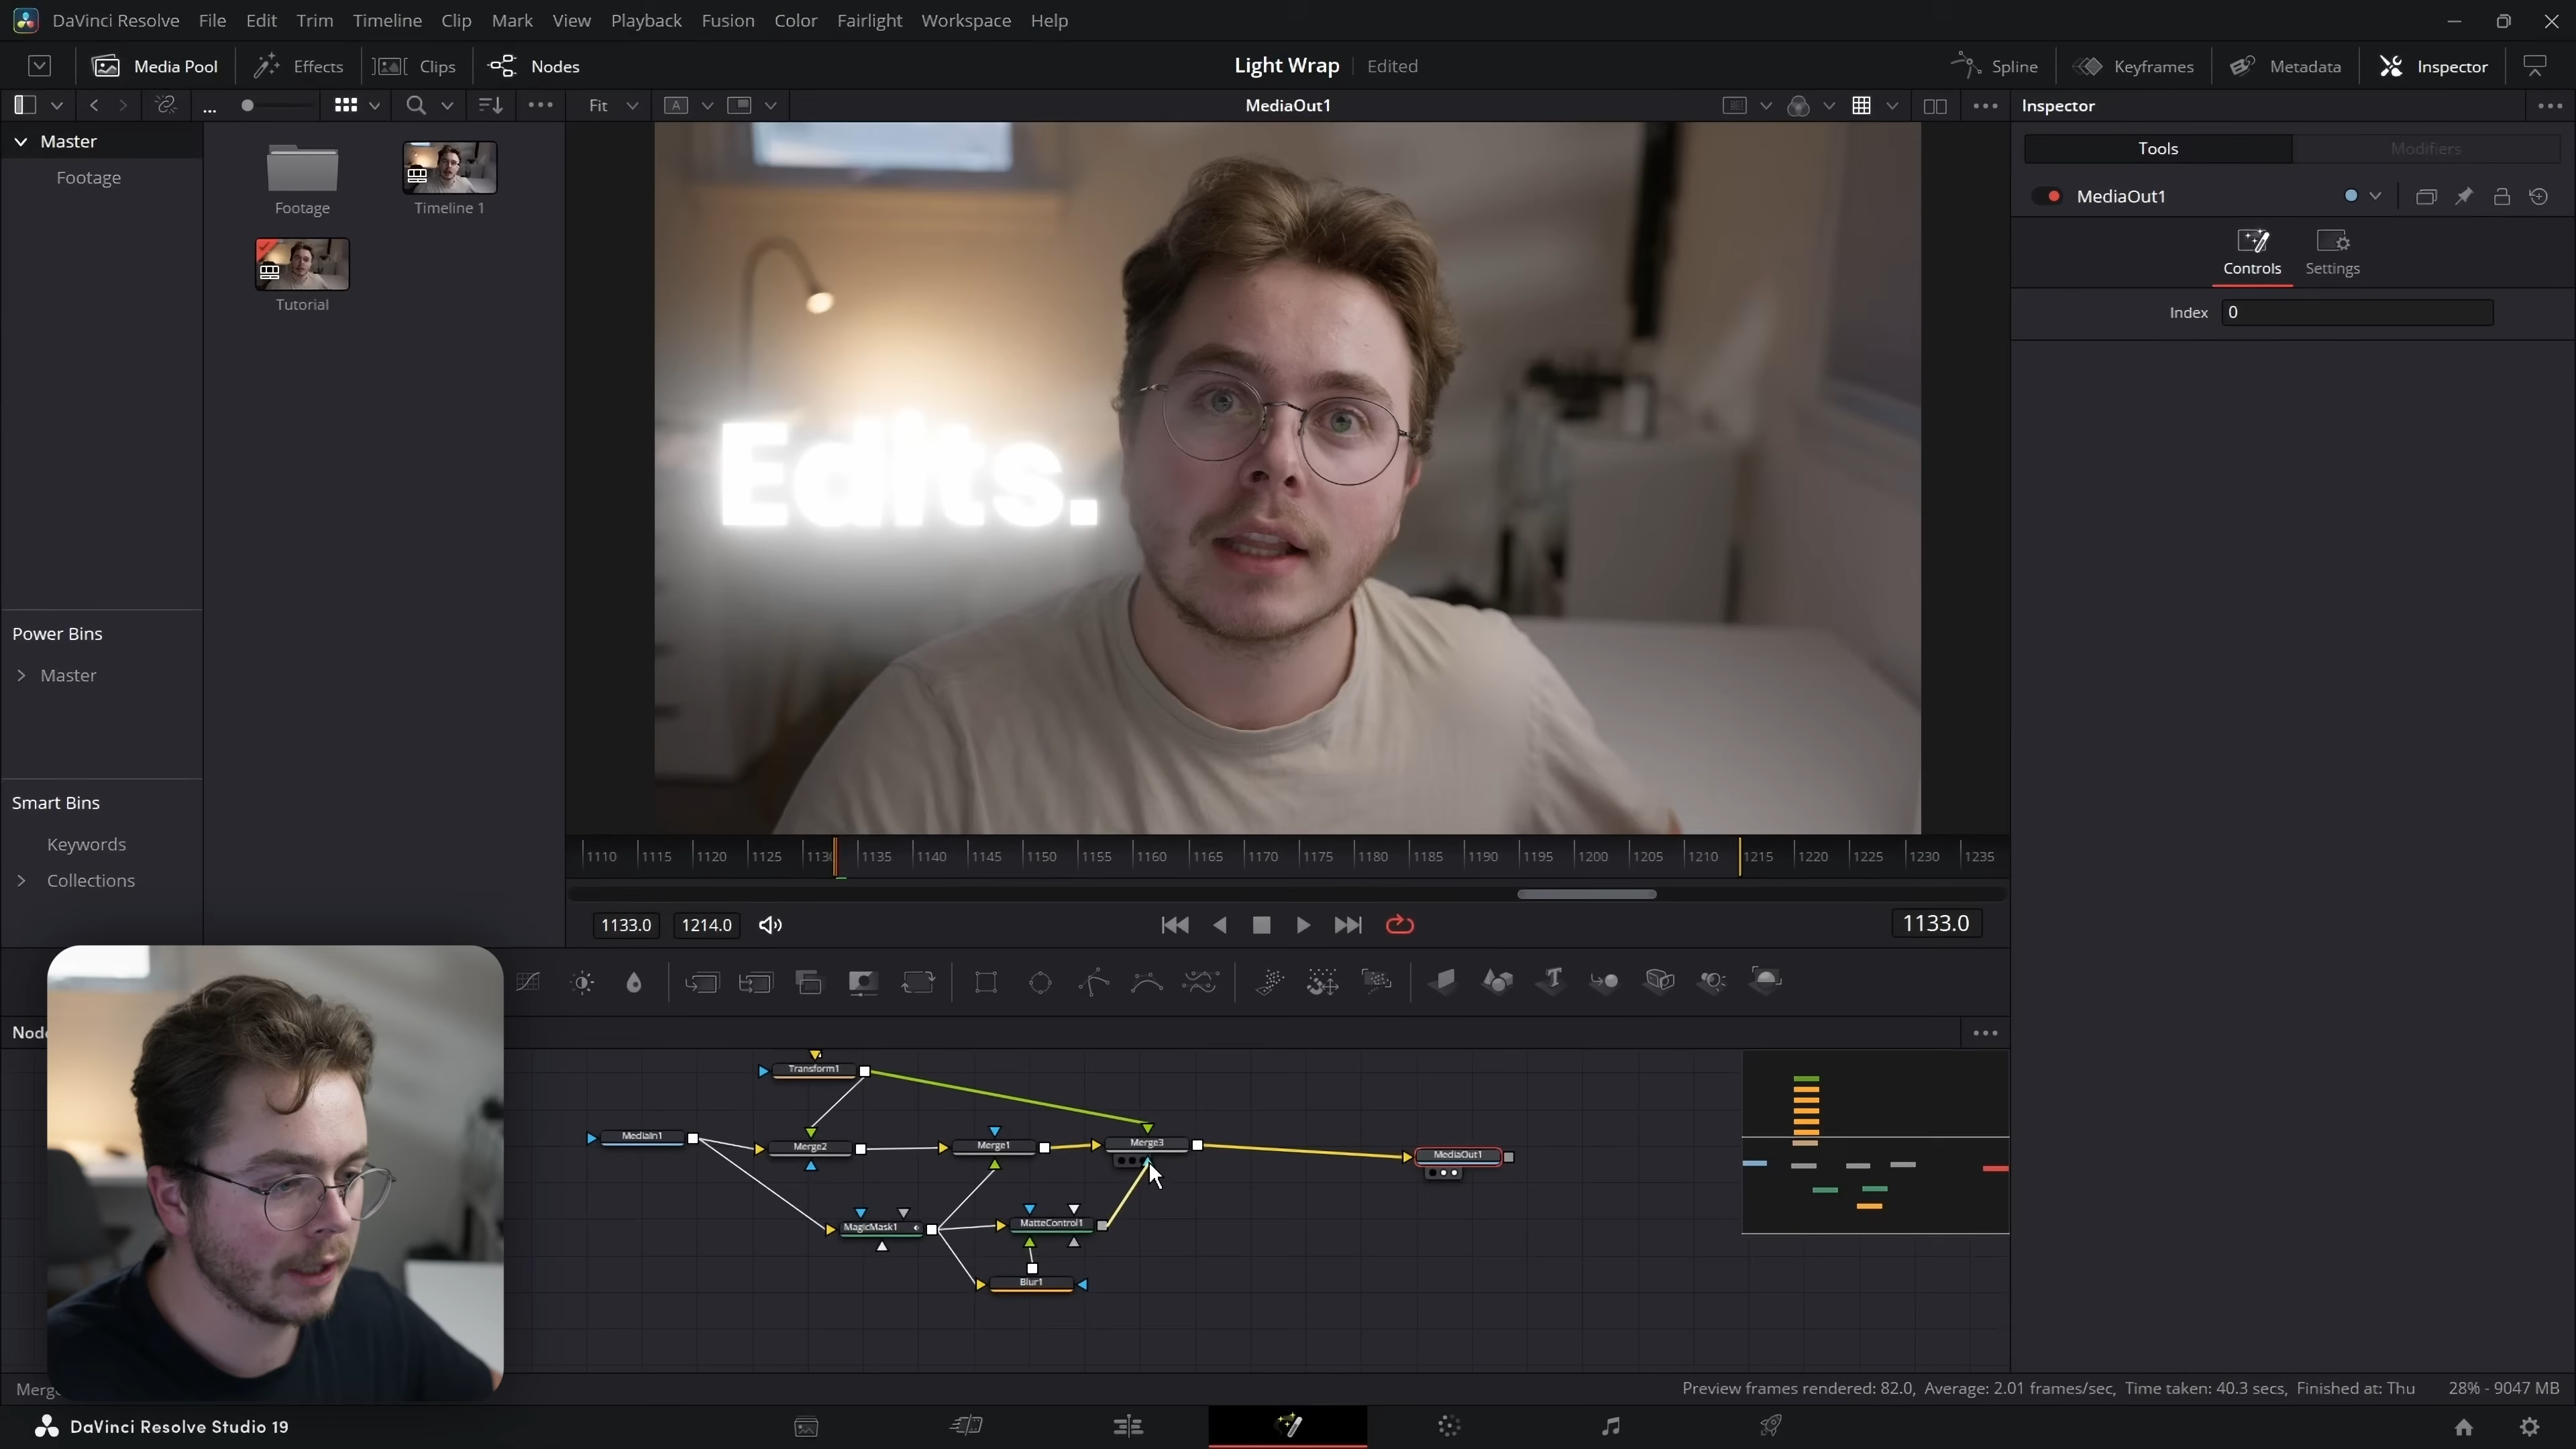 DaVinci Resolve File Edit Trim Timeline Clip Mark View Playback Fusion Color Fairlight Workspace Help
Media Pool Effects Clips Nodes Light Wrap Edited Spline Keyframes Metadata Inspector
... Fit A MediaOut1 Inspector
Master
Footage
Footage
Timeline 1
Tutorial
Tools Modifiers
MediaOut1
Controls Settings
Index 0
Edits.
Power Bins
Master
Smart Bins
Keywords
Collections
1110 1115 1120 1125 1135 1140 1145 1150 1155 1160 1165 1170 1175 1180 1185 1190 1195 1200 1205 1210 1215 1220 1225 1230 1235
1133.0 1214.0 1133.0
Transform1
MediaIn1
Merge2
Merge1
Merge3
MediaOut1
MagicMask1
MatteControl1
Blur1
Preview frames rendered: 82.0, Average: 2.01 frames/sec, Time taken: 40.3 secs, Finished at: Thu 28% - 9047 MB
DaVinci Resolve Studio 19